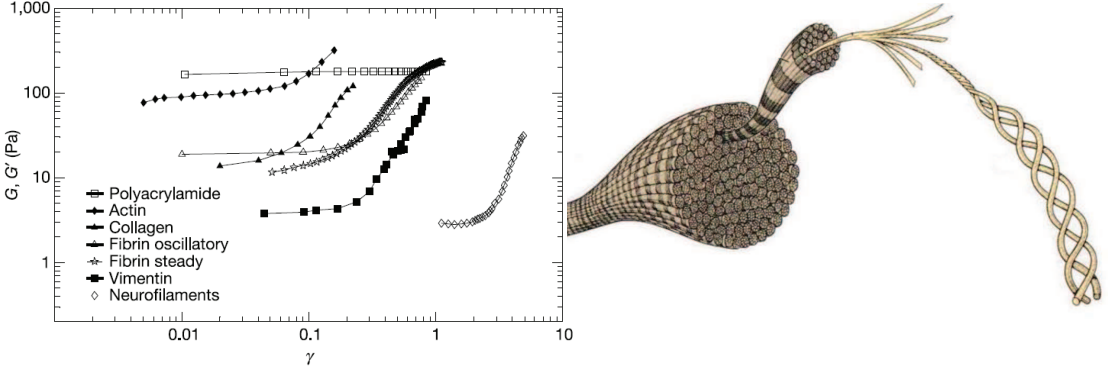 1,000
100
10
1
G, G′ (Pa)
Polyacrylamide
Actin
Collagen
Fibrin oscillatory
Fibrin steady
Vimentin
Neurofilaments
0.01
0.1
1
10
γ